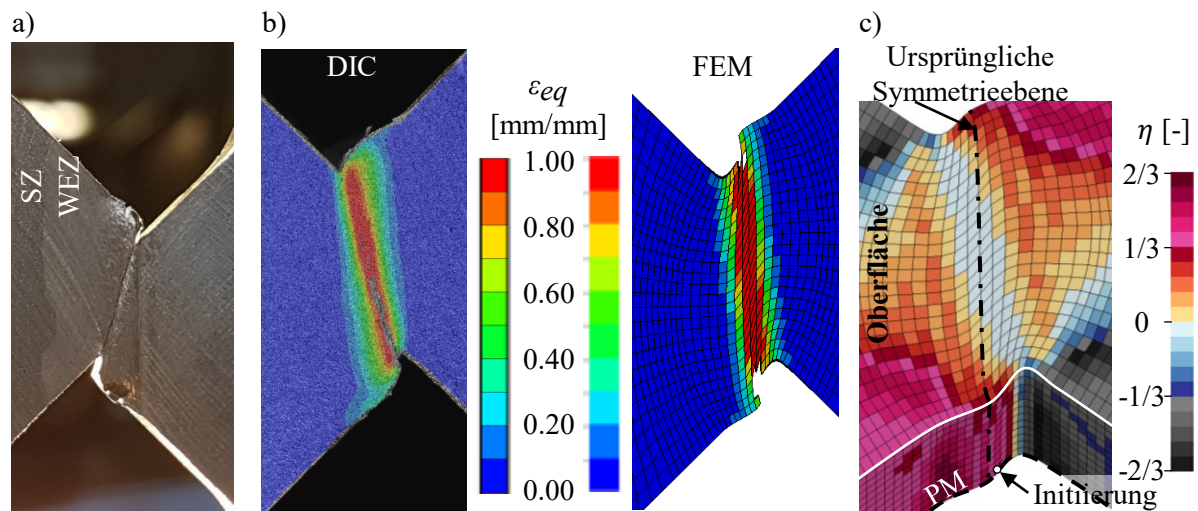 a)
SZ
WEZ
b)
DIC
εeq
[mm/mm]
1.00
0.80
0.60
0.40
0.20
0.00
FEM
c)
Ursprüngliche
Symmetrieebene
Oberfläche
PM
Initiierung
η [-]
2/3
1/3
0
-1/3
-2/3